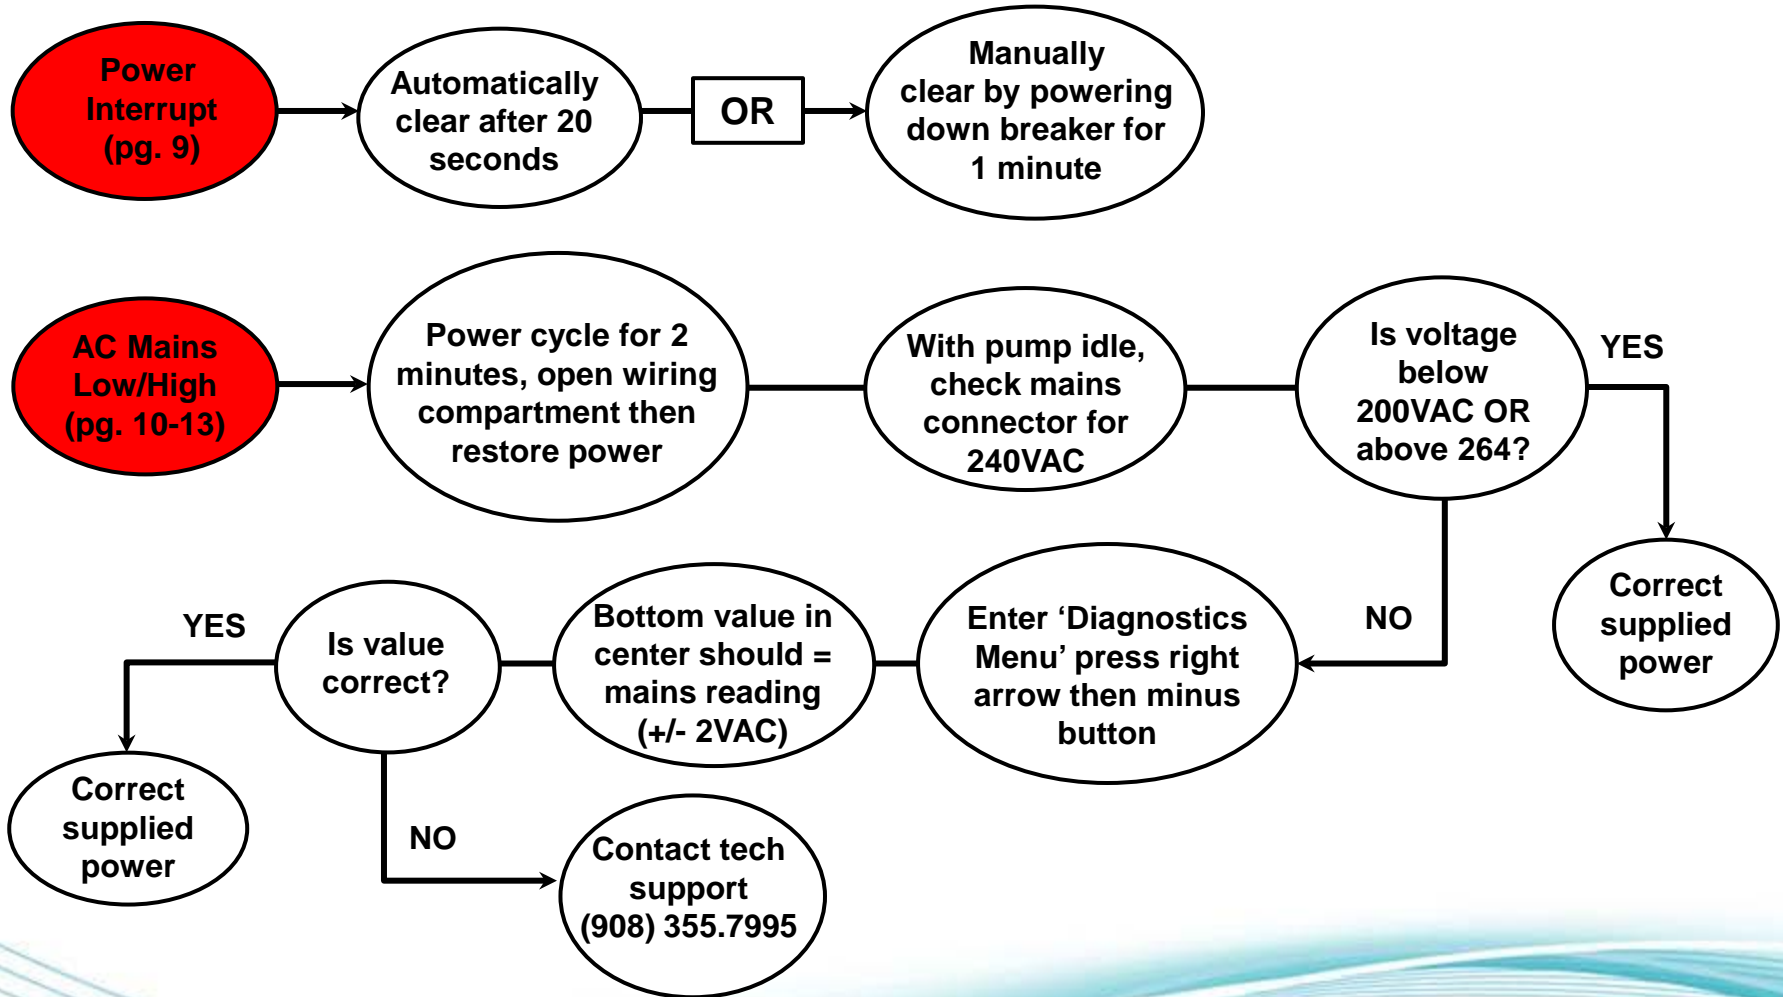 Power
Interrupt
(pg. 9)
Automatically
clear after 20
seconds
OR
Manually
clear by powering
down breaker for
1 minute
AC Mains
Low/High
(pg. 10-13)
Power cycle for 2
minutes, open wiring
compartment then
restore power
With pump idle,
check mains
connector for
240VAC
Is voltage
below
200VAC OR
above 264?
YES
Correct
supplied
power
NO
Enter ‘Diagnostics
Menu’ press right
arrow then minus
button
Bottom value in
center should =
mains reading
(+/- 2VAC)
Is value
correct?
YES
Correct
supplied
power
NO
Contact tech
support
(908) 355.7995